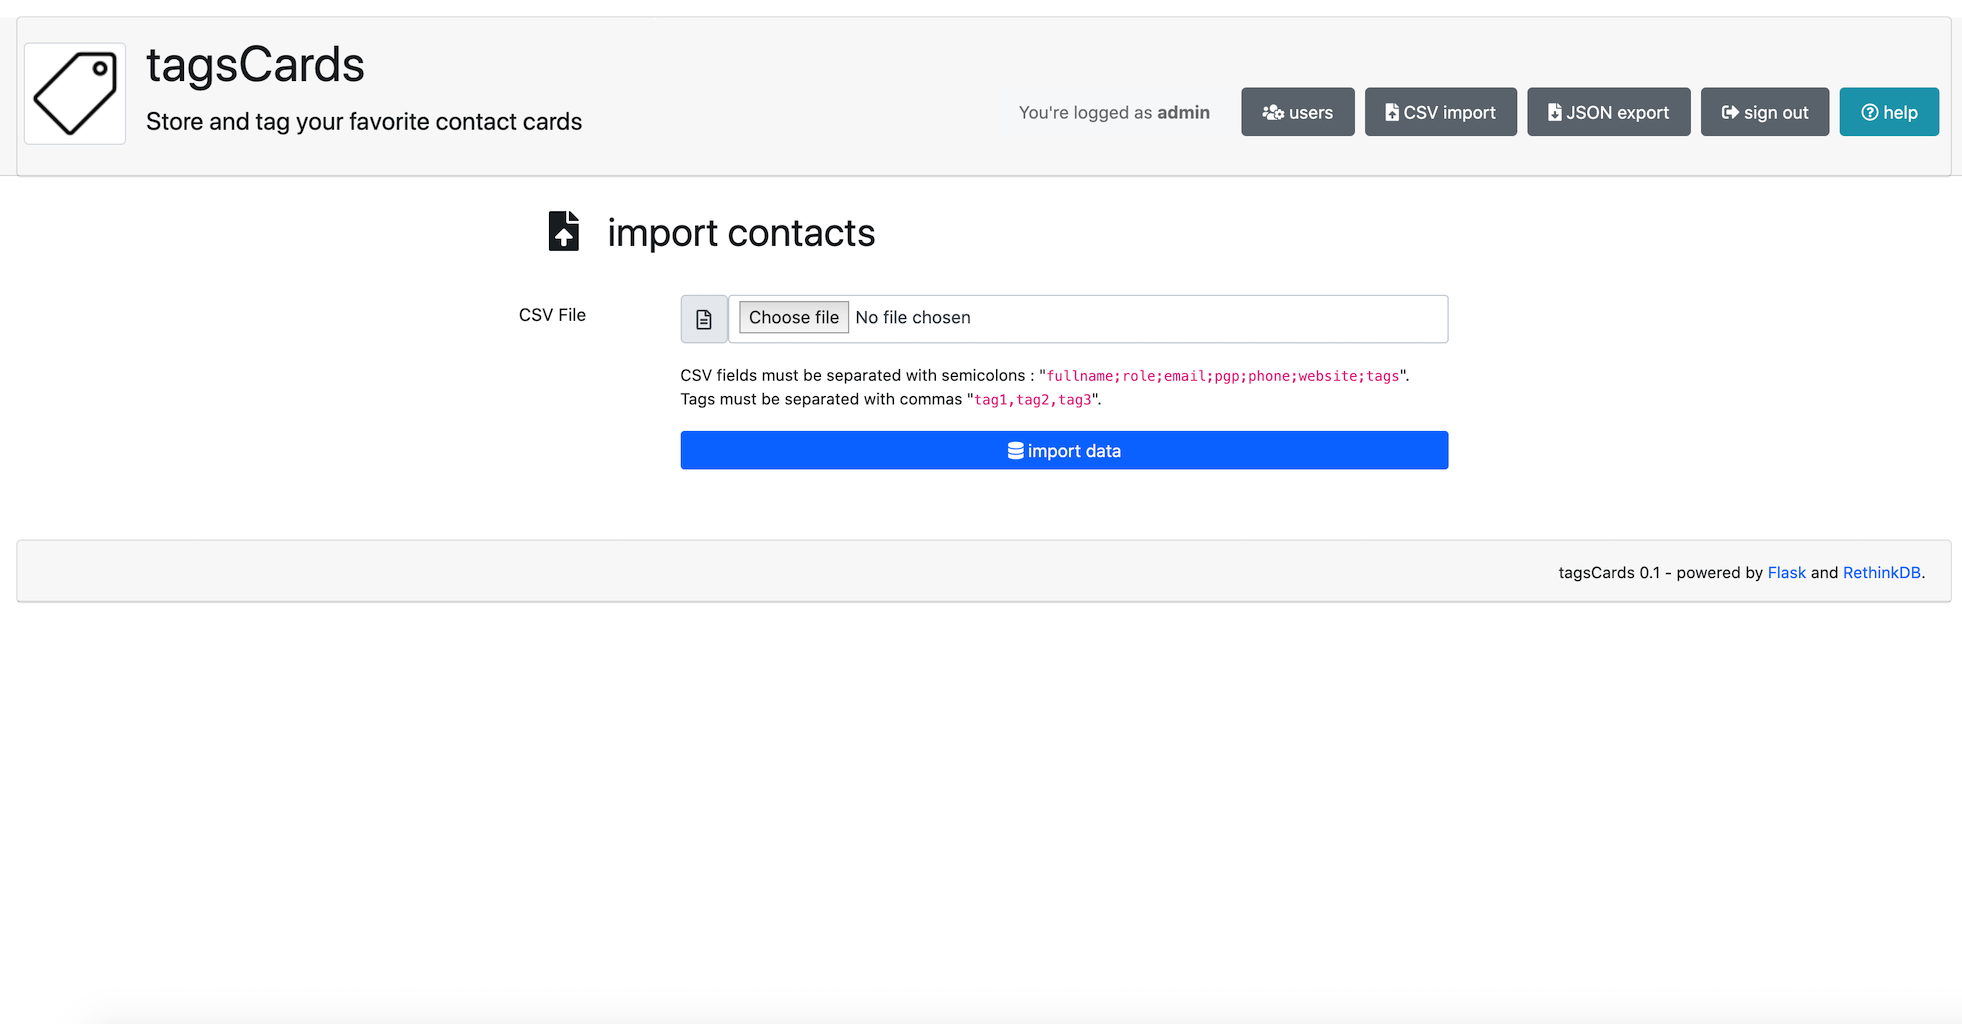 tagsCards
Store and tag your favorite contact cards
You're logged as admin
users
CSV import
JSON export
sign out
help
import contacts
CSV File
Choose file No file chosen
CSV fields must be separated with semicolons : "fullname;role;email;pgp;phone;website;tags".
Tags must be separated with commas "tag1,tag2,tag3".
import data
tagsCards 0.1 - powered by Flask and RethinkDB.